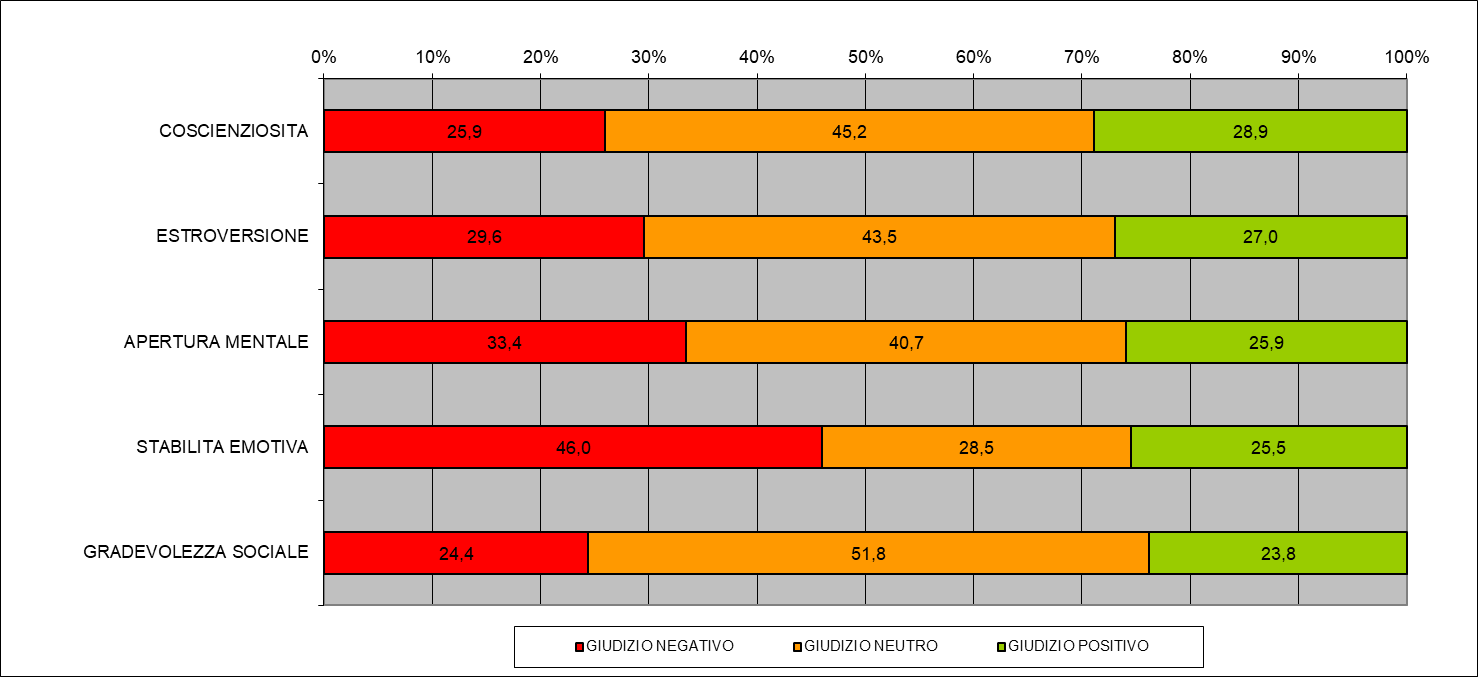 0% 10% 20% 30% 40% 50% 60% 70% 80% 90% 100%
COSCIENZIOSITA 25,9 45,2 28,9
ESTROVERSIONE 29,6 43,5 27,0
APERTURA MENTALE 33,4 40,7 25,9
STABILITA EMOTIVA 46,0 28,5 25,5
GRADEVOLEZZA SOCIALE 24,4 51,8 23,8
GIUDIZIO NEGATIVO GIUDIZIO NEUTRO GIUDIZIO POSITIVO